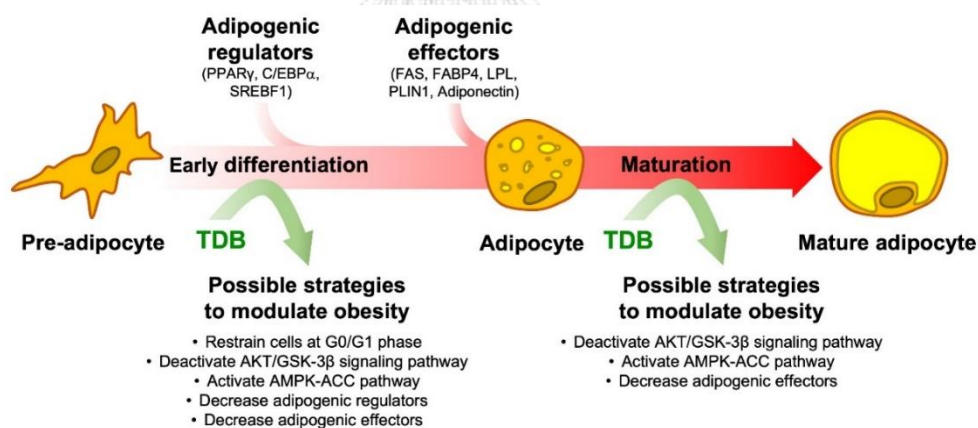 Adipogenic
regulators
(PPARγ, C/EBPα,
SREBF1)
Adipogenic
effectors
(FAS, FABP4, LPL,
PLIN1, Adiponectin)
Early differentiation
Maturation
Pre-adipocyte
TDB
Adipocyte
TDB
Mature adipocyte
Possible strategies
to modulate obesity
• Restrain cells at G0/G1 phase
• Deactivate AKT/GSK-3β signaling pathway
• Activate AMPK-ACC pathway
• Decrease adipogenic regulators
• Decrease adipogenic effectors
Possible strategies
to modulate obesity
• Deactivate AKT/GSK-3β signaling pathway
• Activate AMPK-ACC pathway
• Decrease adipogenic effectors